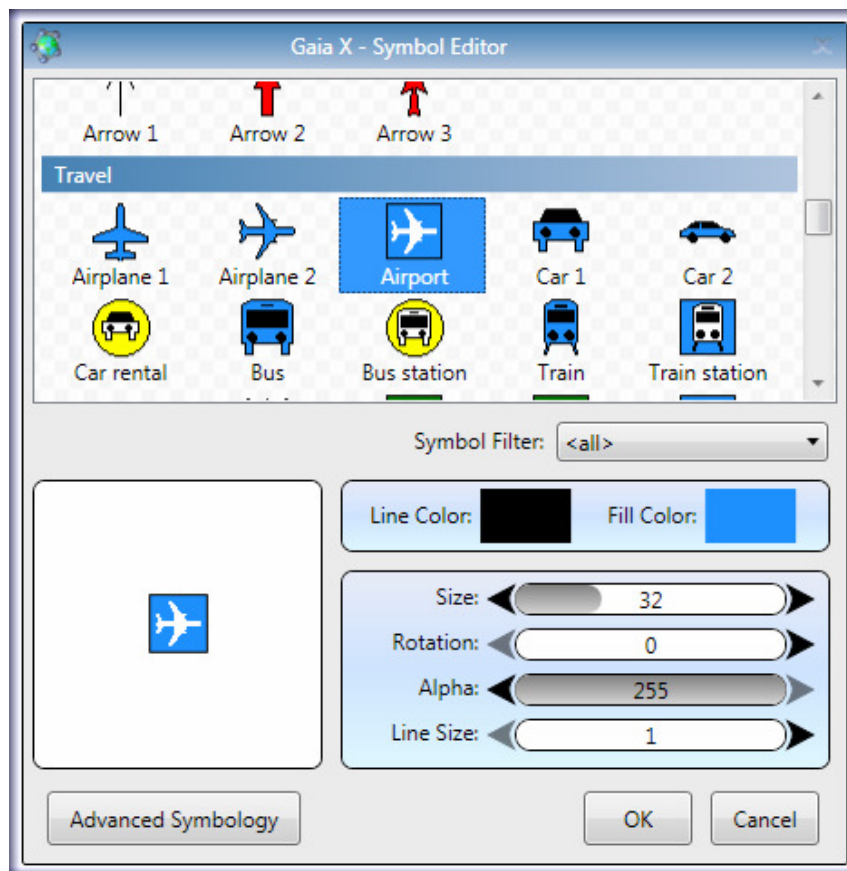 Gaia X - Symbol Editor
Arrow 1 Arrow 2 Arrow 3
Travel
Airplane 1 Airplane 2 Airport Car 1 Car 2
Car rental Bus Bus station Train Train station
Symbol Filter: <all>
Line Color: Fill Color:
Size: 32
Rotation: 0
Alpha: 255
Line Size: 1
Advanced Symbology OK Cancel